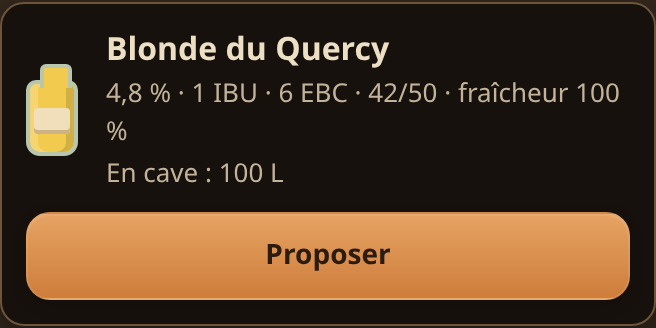 Blonde du Quercy
4,8 % · 1 IBU · 6 EBC · 42/50 · fraîcheur 100
%
En cave : 100 L
Proposer